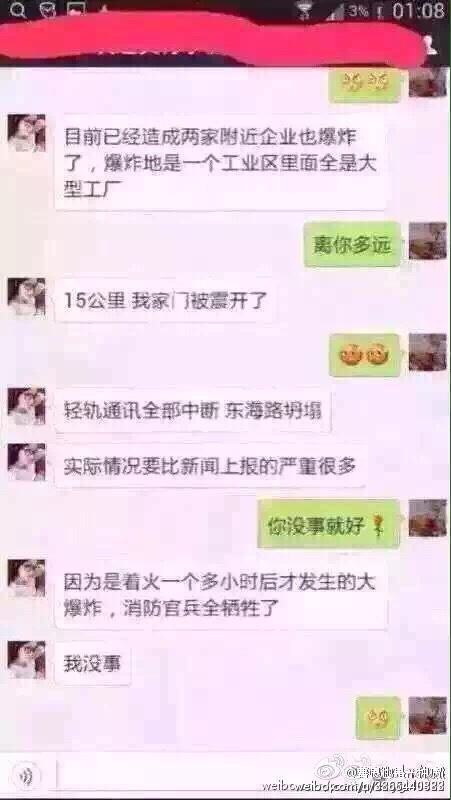 3%
01:08
目前已经造成两家附近企业也爆炸
了，爆炸地是一个工业区里面全是大
型工厂
离你多远
15公里 我家门被震开了
轻轨通讯全部中断 东海路坍塌
实际情况要比新闻上报的严重很多
你没事就好
因为是着火一个多小时后才发生的大
爆炸，消防官兵全牺牲了
我没事